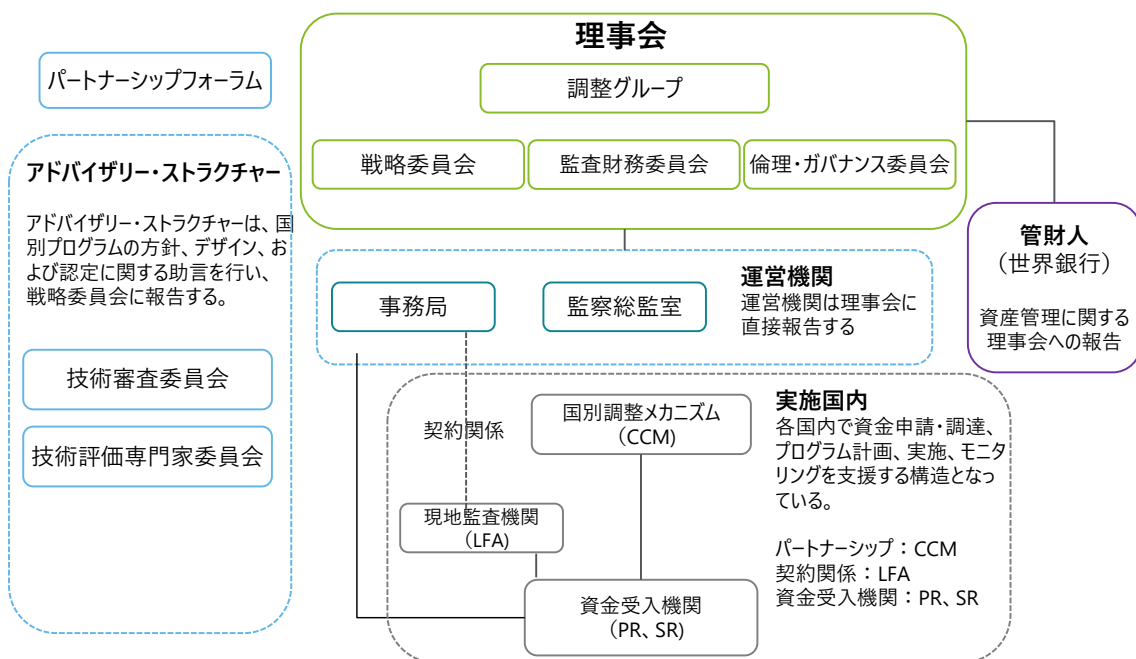 理事会
調整グループ
戦略委員会
監査財務委員会
倫理・ガバナンス委員会
パートナーシップフォーラム
アドバイザリー・ストラクチャー
アドバイザリー・ストラクチャーは、国
別プログラムの方針、デザイン、お
よび認定に関する助言を行い、
戦略委員会に報告する。
技術審査委員会
技術評価専門家委員会
管財人
（世界銀行）
資産管理に関する
理事会への報告
事務局
監察総監室
運営機関
運営機関は理事会に
直接報告する
契約関係
国別調整メカニズム
（CCM)
現地監査機関
（LFA)
資金受入機関
（PR、SR)
実施国内
各国内で資金申請・調達、
プログラム計画、実施、モニタ
リングを支援する構造となっ
ている。
パートナーシップ：CCM
契約関係：LFA
資金受入機関：PR、SR